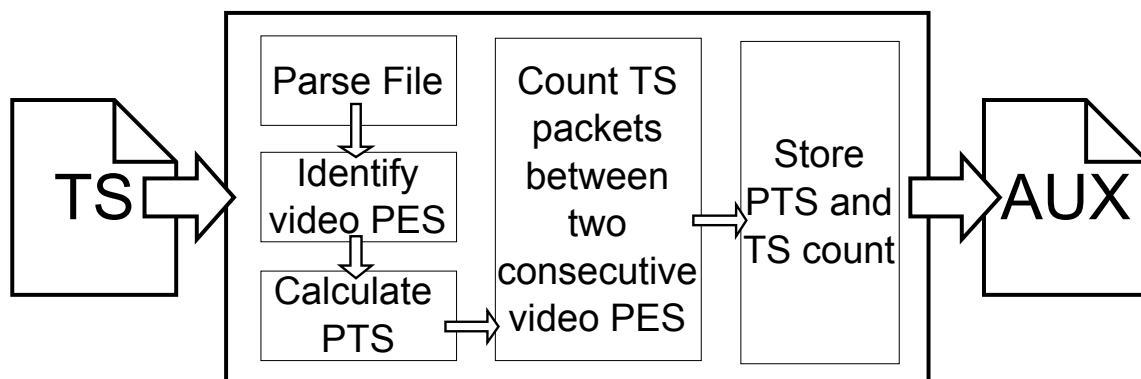 TS
Parse File
Identify
video PES
Calculate
PTS
Count TS
packets
between
two
consecutive
video PES
Store
PTS and
TS count
AUX